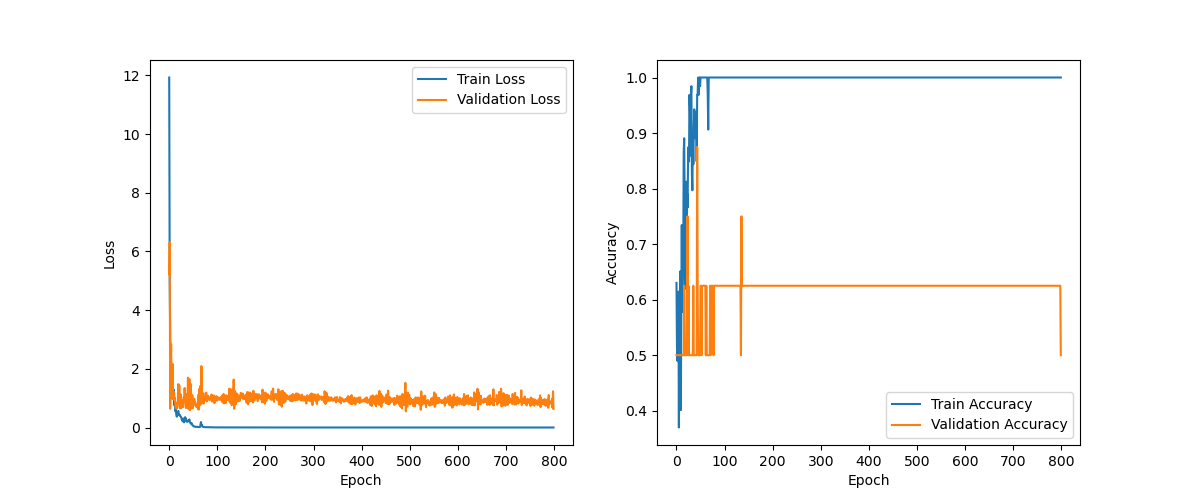 Train Loss
Validation Loss
12
10
8
6
4
2
0
Loss
0 100 200 300 400 500 600 700 800
Epoch
1.0
0.9
0.8
0.7
0.6
0.5
0.4
Accuracy
Train Accuracy
Validation Accuracy
0 100 200 300 400 500 600 700 800
Epoch